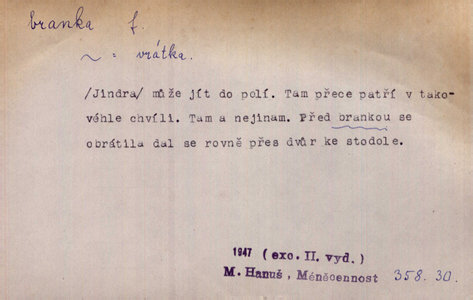 branka f.
~ = vrátka.
/Jindra/ může jít do polí. Tam přece patří v tako-
véhle chvíli. Tam a nejinam. Před brankou se
obrátila dal se rovně přes dvůr ke stodole.
1947 (exc. II. vyd.)
M. Hanuš, Méněcennost 358. 30.